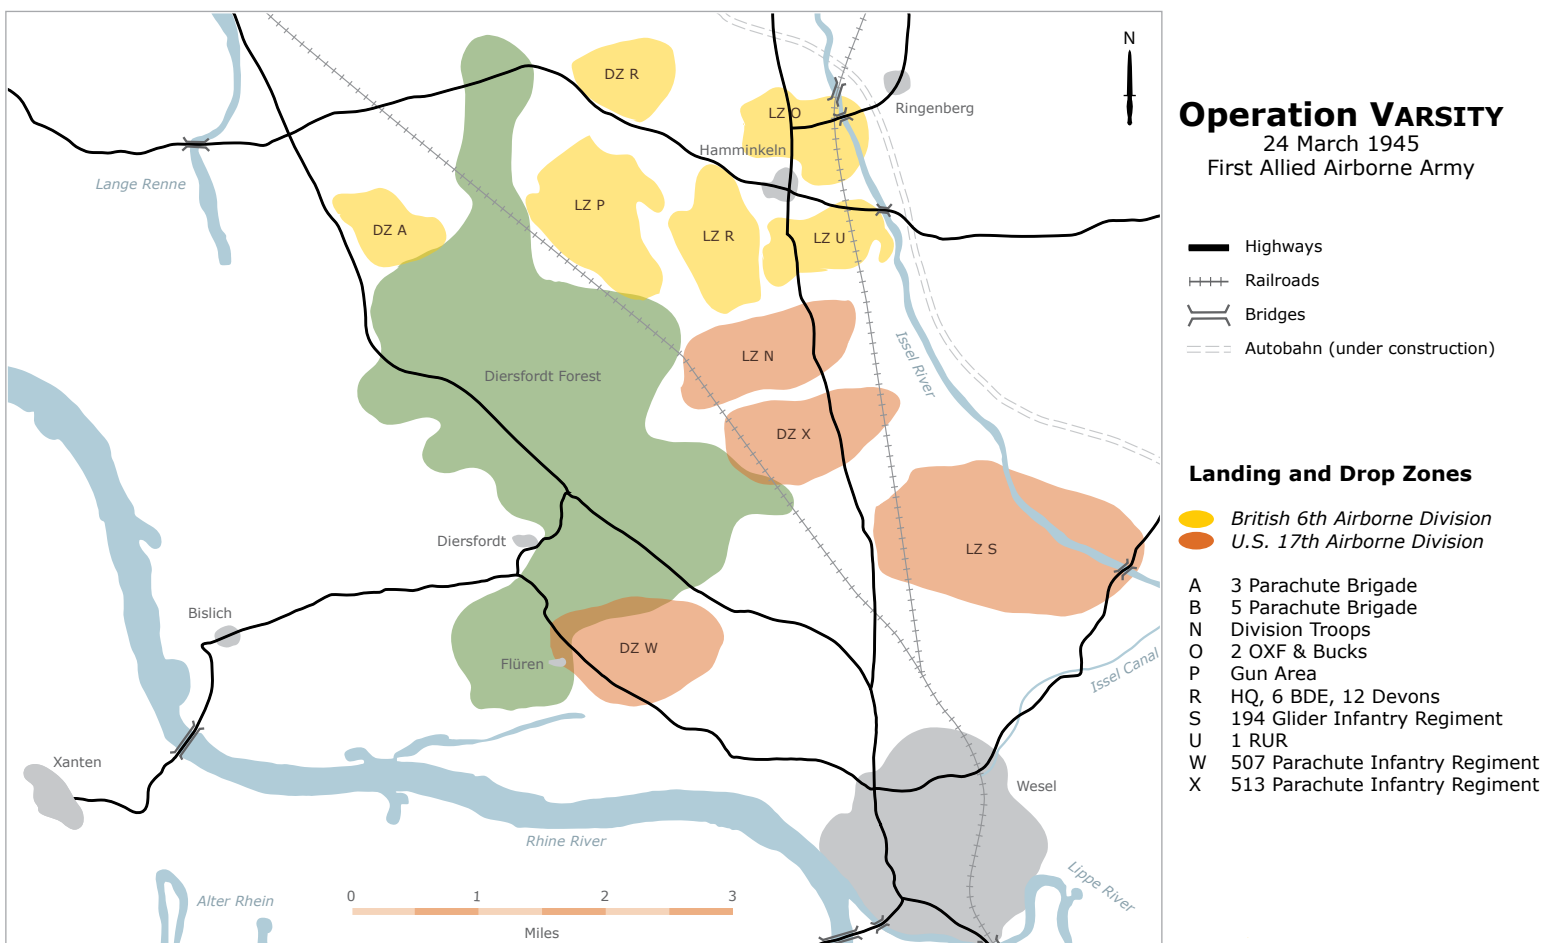 Operation VARSITY
24 March 1945
First Allied Airborne Army
Highways
Railroads
Bridges
Autobahn (under construction)
Landing and Drop Zones
British 6th Airborne Division
U.S. 17th Airborne Division
A 3 Parachute Brigade
B 5 Parachute Brigade
N Division Troops
O 2 OXF & Bucks
P Gun Area
R HQ, 6 BDE, 12 Devons
S 194 Glider Infantry Regiment
U 1 RUR
W 507 Parachute Infantry Regiment
X 513 Parachute Infantry Regiment
N
DZ R
LZ O
Ringenberg
Hamminkeln
Lange Renne
LZ P
DZ A
LZ R
LZ U
LZ N
Issel River
Diersfordt Forest
DZ X
Diersfordt
LZ S
Bislich
DZ W
Flüren
Issel Canal
Xanten
Wesel
Rhine River
Lippe River
Alter Rhein
0 1 2 3
Miles